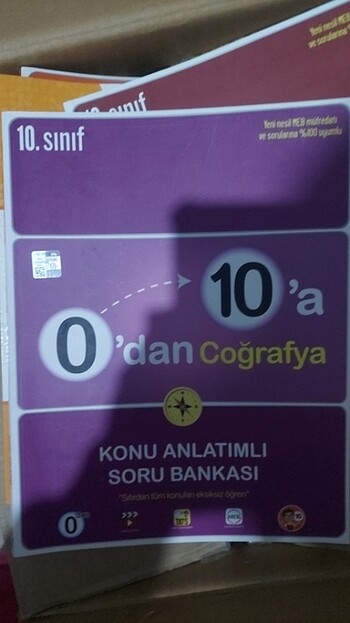 10. sınıf
Yeni nesil MEB müfredatı
ve sorularına %100 uyumlu
0'dan 10'a
Coğrafya
KONU ANLATIMLI
SORU BANKASI
"Sıfırdan tüm konuları eksiksiz öğren"